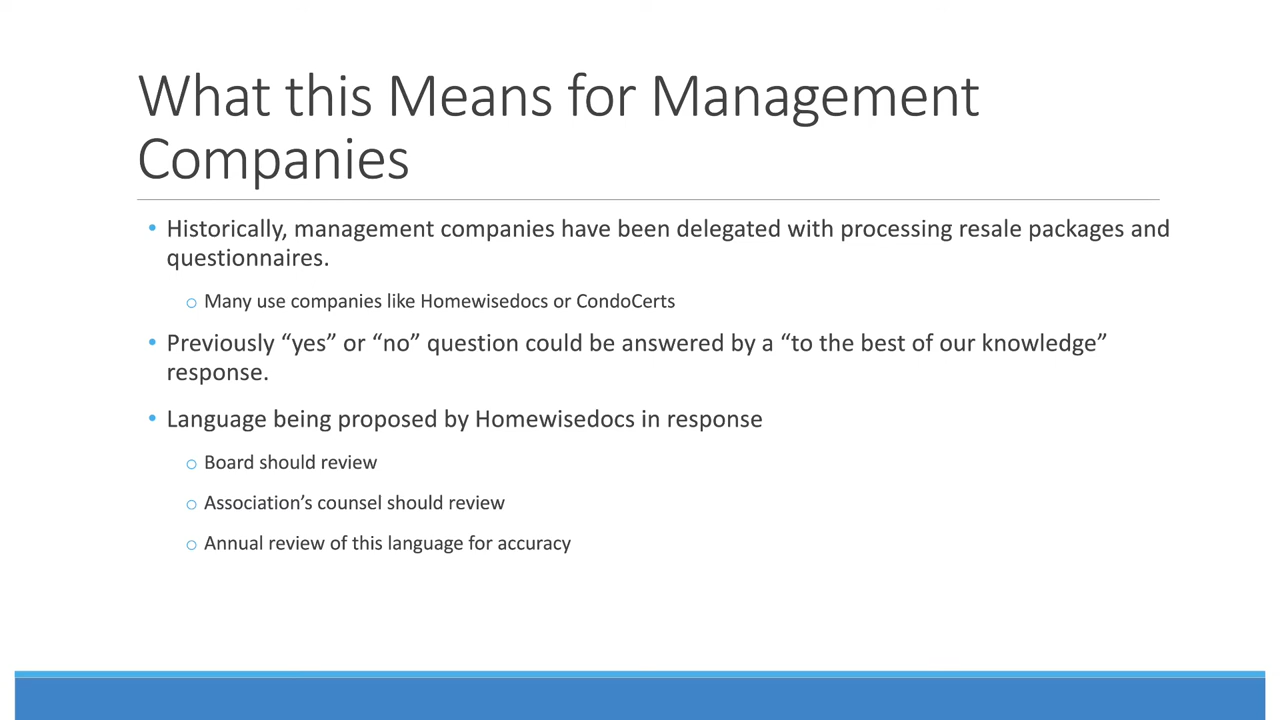 What this Means for Management
Companies
• Historically, management companies have been delegated with processing resale packages and
questionnaires.
o Many use companies like Homewisedocs or CondoCerts
• Previously “yes” or “no” question could be answered by a “to the best of our knowledge”
response.
• Language being proposed by Homewisedocs in response
o Board should review
o Association’s counsel should review
o Annual review of this language for accuracy